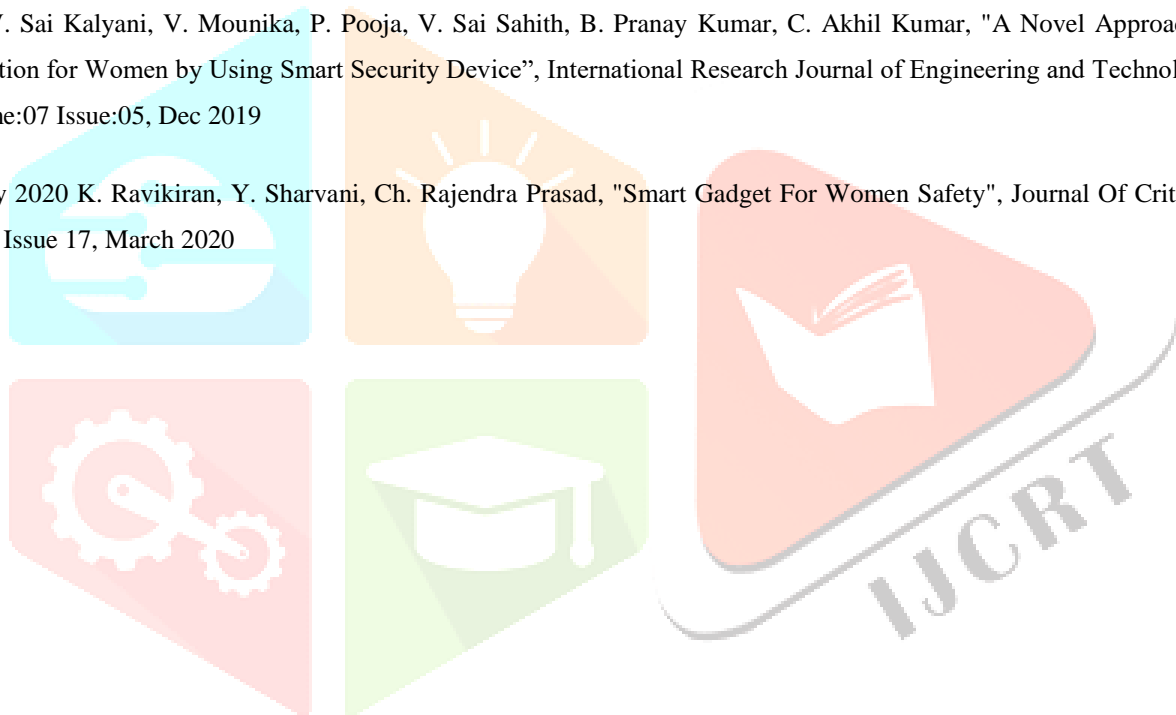 . Sai Kalyani, V. Mounika, P. Pooja, V. Sai Sahith, B. Pranay Kumar, C. Akhil Kumar, "A Novel Approa
tion for Women by Using Smart Security Device”, International Research Journal of Engineering and Technol
e:07 Issue:05, Dec 2019
y 2020 K. Ravikiran, Y. Sharvani, Ch. Rajendra Prasad, "Smart Gadget For Women Safety", Journal Of Crit
Issue 17, March 2020
IJCRT